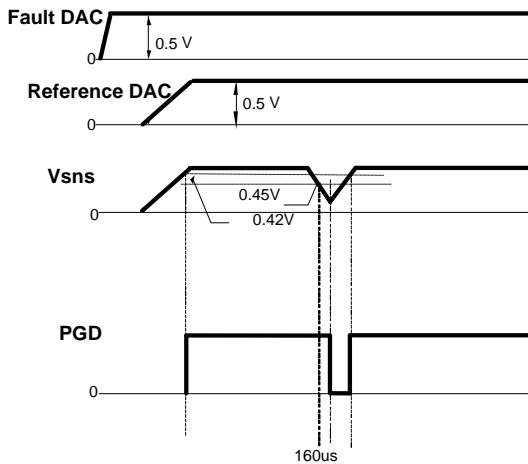 Fault DAC
0.5 V
0
Reference DAC
0.5 V
0
Vsns
0.45V
0.42V
0
PGD
0
160us